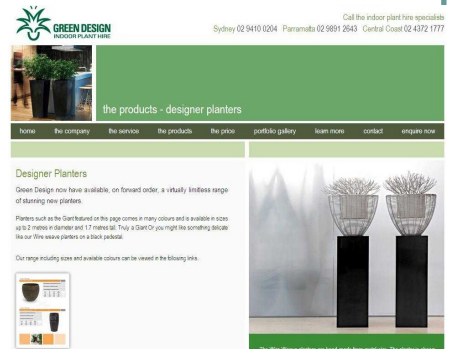 GREEN DESIGN
INDOOR PLANT HIRE
Call the indoor plant hire specialists
Sydney 02 9410 0204 Parramatta 02 9891 2643 Central Coast 02 4372 1777
the products - designer planters
home the company the service the products the price portfolio gallery learn more contact enquire now
Designer Planters
Green Design now have available, on forward order, a virtually limitless range
of stunning new planters.
Planters such as the Giant featured on this page comes in many colours and is available in sizes
up to 2 metres in diameter and 1.7 metres tall. Truly a Giant Or you might like something delicate
like our Wire weave planters on a black pedestal.
Our range including sizes and available colours can be viewed in the following links.